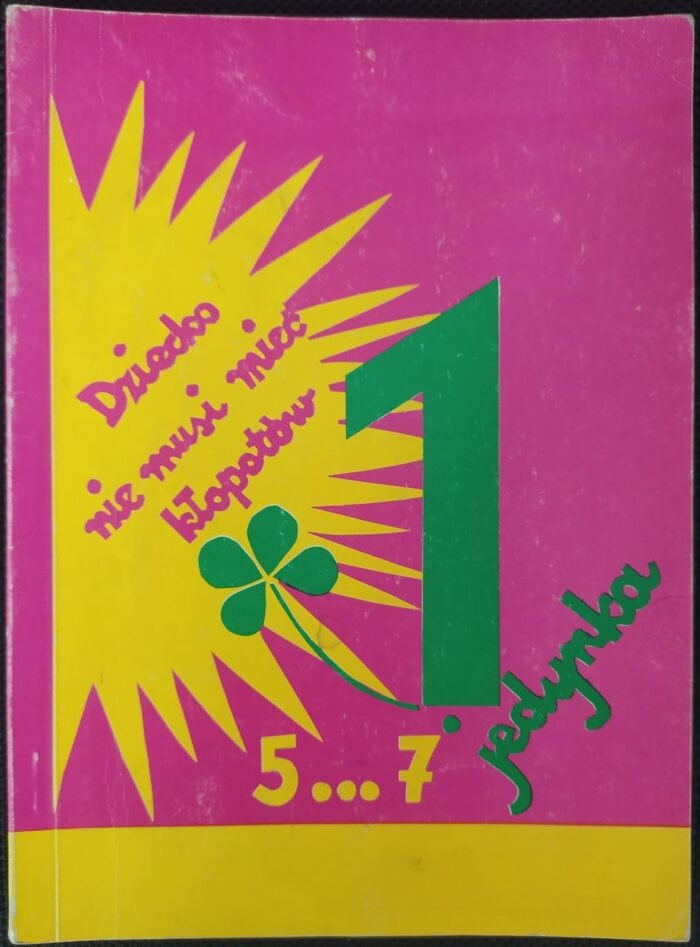 Dziecko
nie musi mieć
kłopotów
1
jedynka
5...7